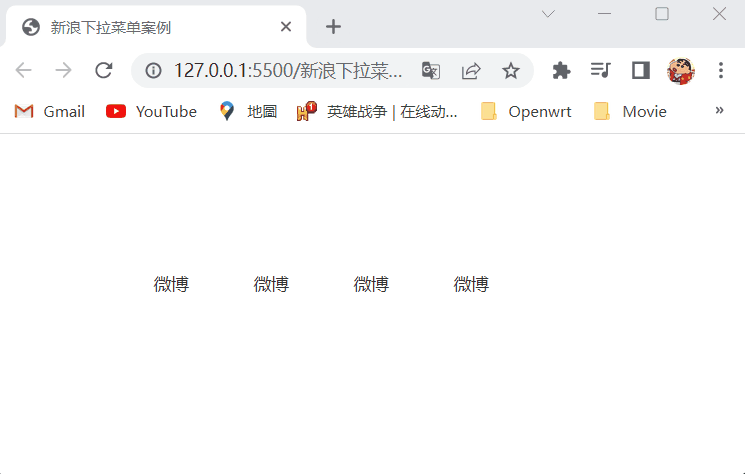 新浪下拉菜单案例
127.0.0.1:5500/新浪下拉菜...
Gmail YouTube 地圖 1 英雄战争 | 在线动... Openwrt Movie »
微博 微博 微博 微博